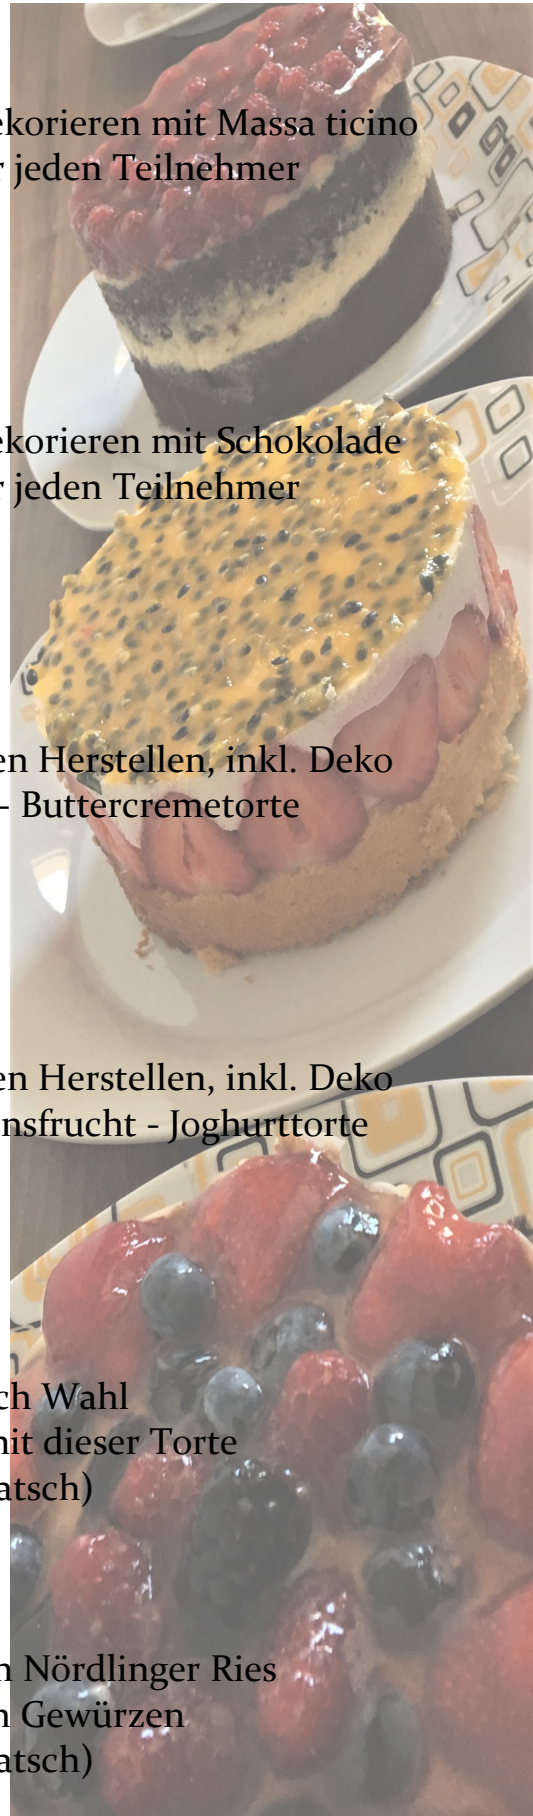 ekorieren mit Massa ticino
r jeden Teilnehmer
ekorieren mit Schokolade
r jeden Teilnehmer
en Herstellen, inkl. Deko
- Buttercremetorte
en Herstellen, inkl. Deko
nsfrucht - Joghurttorte
ch Wahl
mit dieser Torte
atsch)
n Nördlinger Ries
n Gewürzen
atsch)